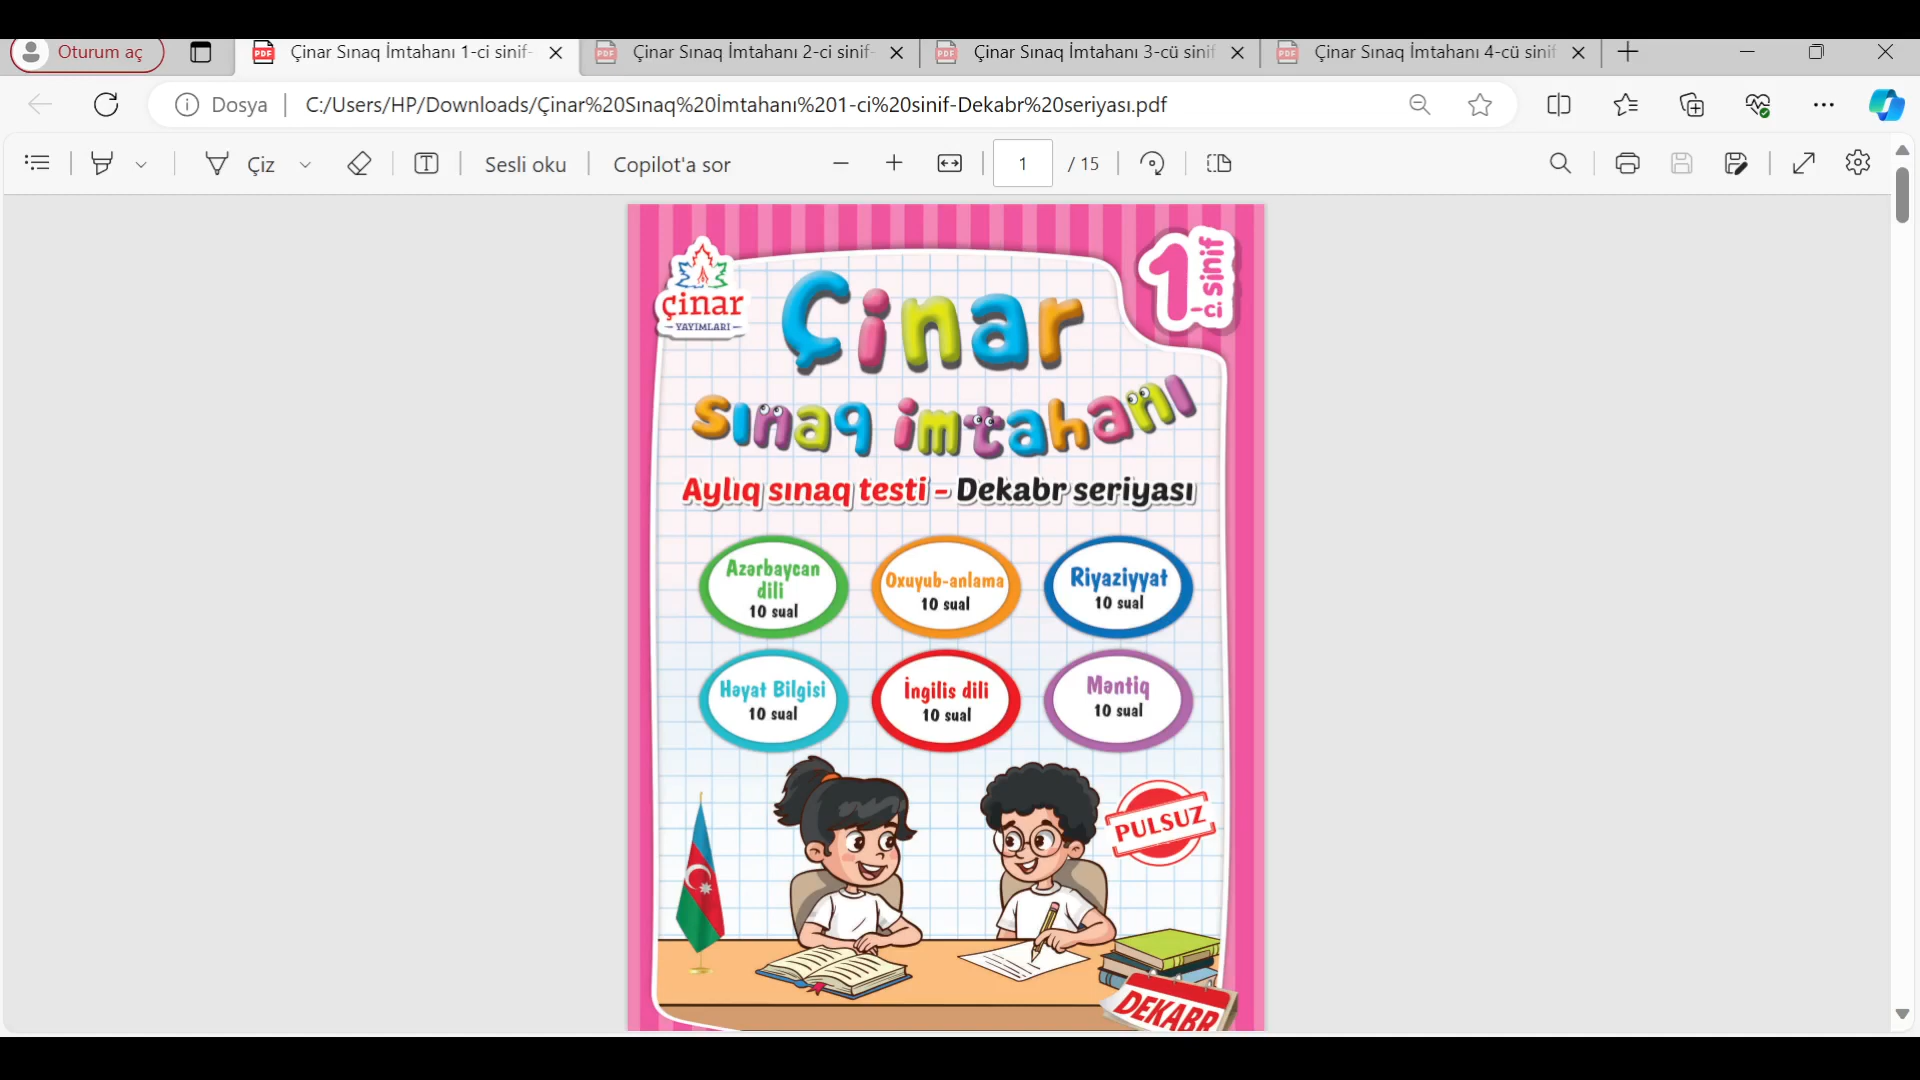 Oturum aç
Çinar Sınaq İmtahanı 1-ci sinif-
Çinar Sınaq İmtahanı 2-ci sinif-
Çinar Sınaq İmtahanı 3-cü sinif
Çinar Sınaq İmtahanı 4-cü sinif
Dosya
C:/Users/HP/Downloads/Çinar%20Sınaq%20İmtahanı%201-ci%20sinif-Dekabr%20seriyası.pdf
Çiz
Sesli oku
Copilot'a sor
1 / 15
1-ci sinif
çinar
YAYIMLARI
Çinar
sınaq imtahanı
Aylıq sınaq testi - Dekabr seriyası
Azərbaycan dili
10 sual
Oxuyub-anlama
10 sual
Riyaziyyat
10 sual
Həyat Bilgisi
10 sual
İngilis dili
10 sual
Məntiq
10 sual
PULSUZ
DEKABR